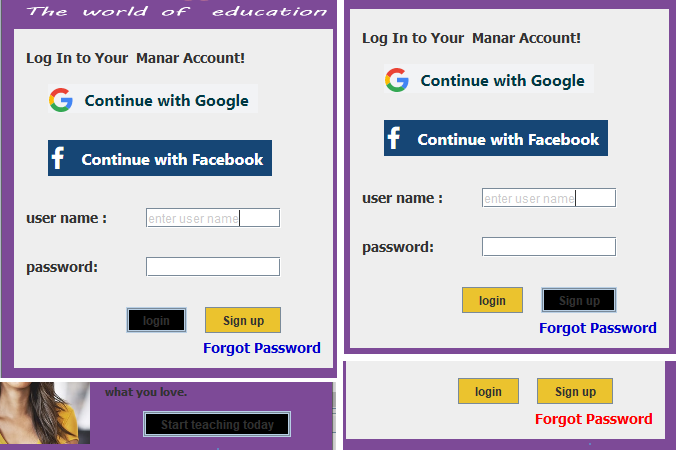 The world of education
Log In to Your Manar Account!
Continue with Google
Continue with Facebook
user name :
enter user name
password:
login
Sign up
Forgot Password
what you love.
Start teaching today
Log In to Your Manar Account!
Continue with Google
Continue with Facebook
user name :
enter user name
password:
login
Sign up
Forgot Password
login
Sign up
Forgot Password